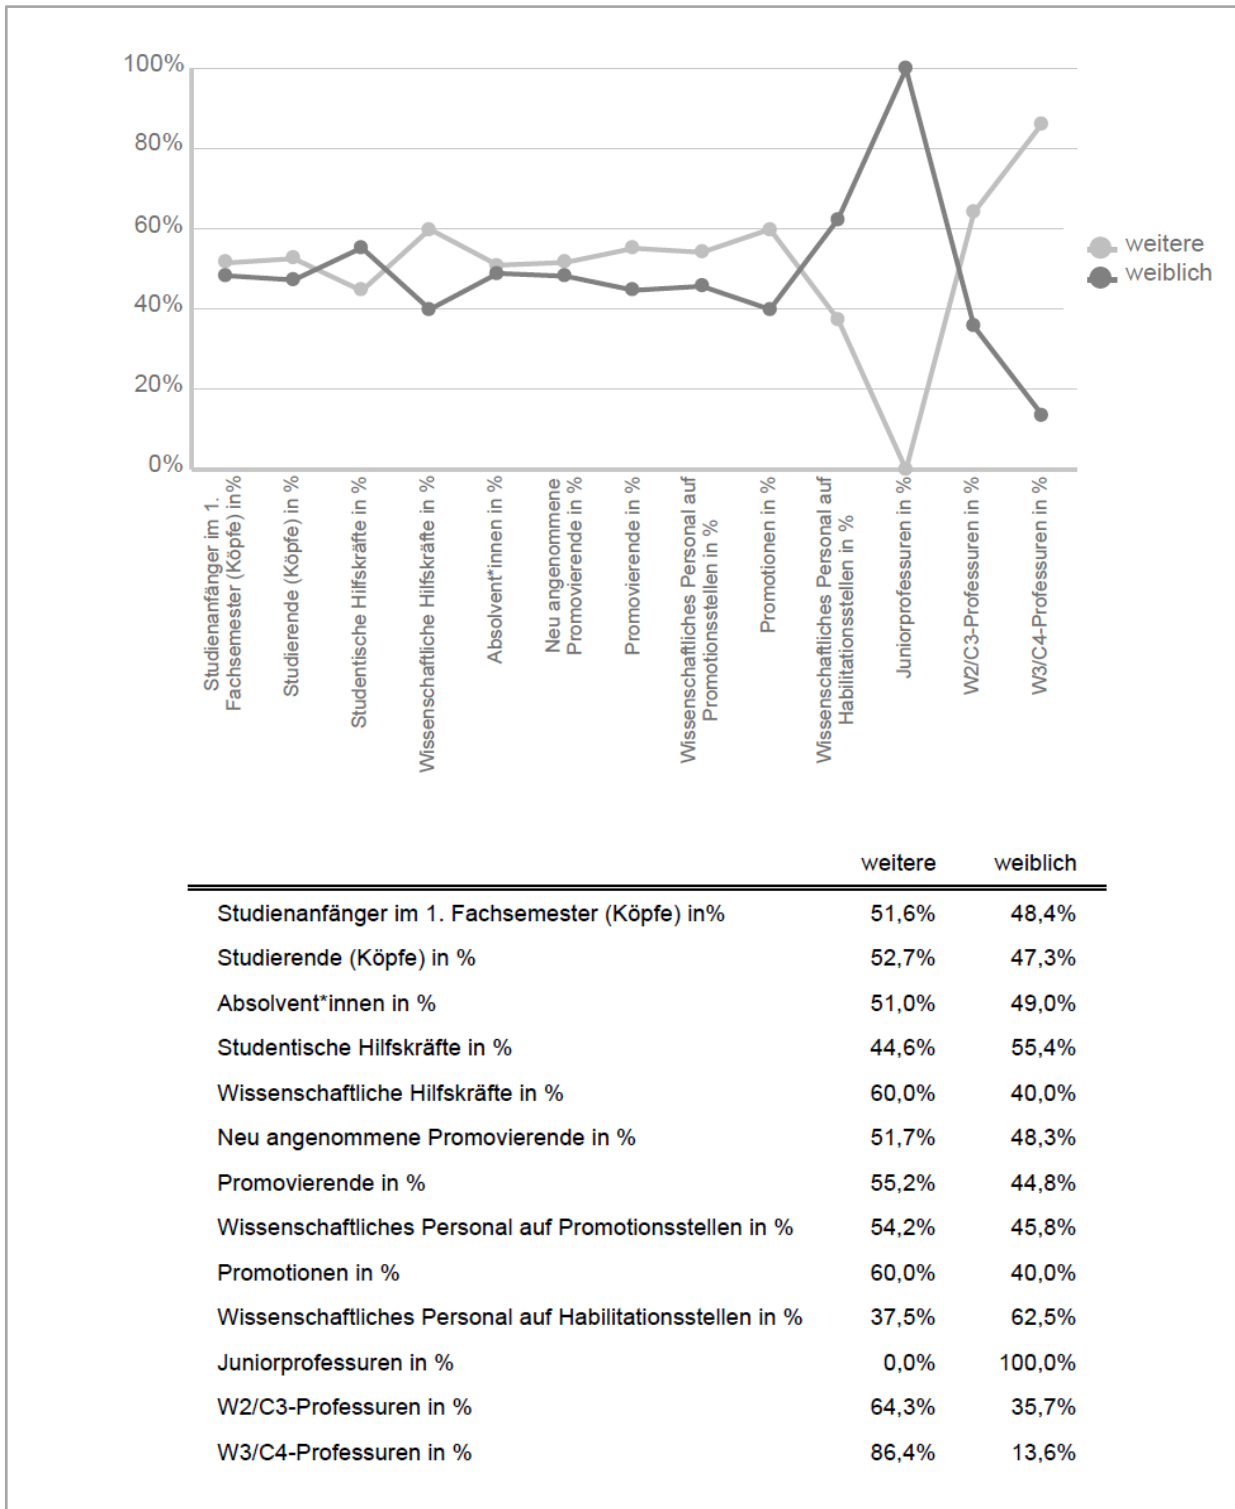 100%
80%
60%
40%
20%
0%
weitere
weiblich
Studienanfänger im 1.
Fachsemester (Köpfe) in%
Studierende (Köpfe) in %
Studentische Hilfskräfte in %
Wissenschaftliche Hilfskräfte in %
Absolvent*innen in %
Neu angenommene
Promovierende in %
Promovierende in %
Wissenschaftliches Personal auf
Promotionsstellen in %
Promotionen in %
Wissenschaftliches Personal auf
Habilitationsstellen in %
Juniorprofessuren in %
W2/C3-Professuren in %
W3/C4-Professuren in %
weitere weiblich
Studienanfänger im 1. Fachsemester (Köpfe) in% 51,6% 48,4%
Studierende (Köpfe) in % 52,7% 47,3%
Absolvent*innen in % 51,0% 49,0%
Studentische Hilfskräfte in % 44,6% 55,4%
Wissenschaftliche Hilfskräfte in % 60,0% 40,0%
Neu angenommene Promovierende in % 51,7% 48,3%
Promovierende in % 55,2% 44,8%
Wissenschaftliches Personal auf Promotionsstellen in % 54,2% 45,8%
Promotionen in % 60,0% 40,0%
Wissenschaftliches Personal auf Habilitationsstellen in % 37,5% 62,5%
Juniorprofessuren in % 0,0% 100,0%
W2/C3-Professuren in % 64,3% 35,7%
W3/C4-Professuren in % 86,4% 13,6%